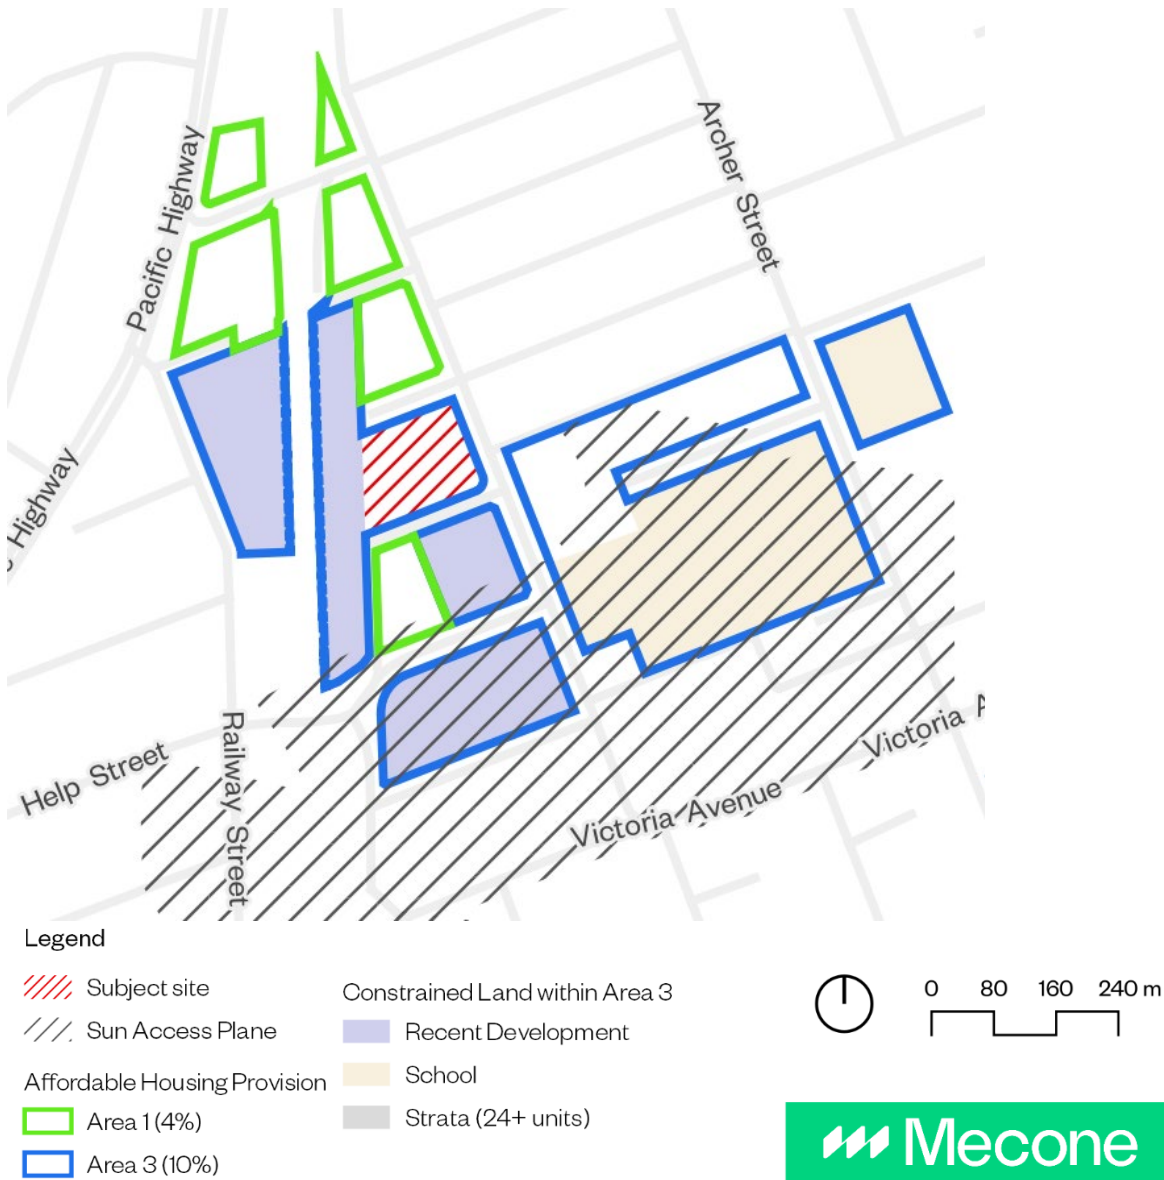 Archer Street
Pacific Highway
Highway
Railway Street
Help Street
Victoria Avenue
Victoria A
Legend
Subject site
Sun Access Plane
Affordable Housing Provision
Area 1 (4%)
Area 3 (10%)
Constrained Land within Area 3
Recent Development
School
Strata (24+ units)
0 80 160 240 m
Mecone